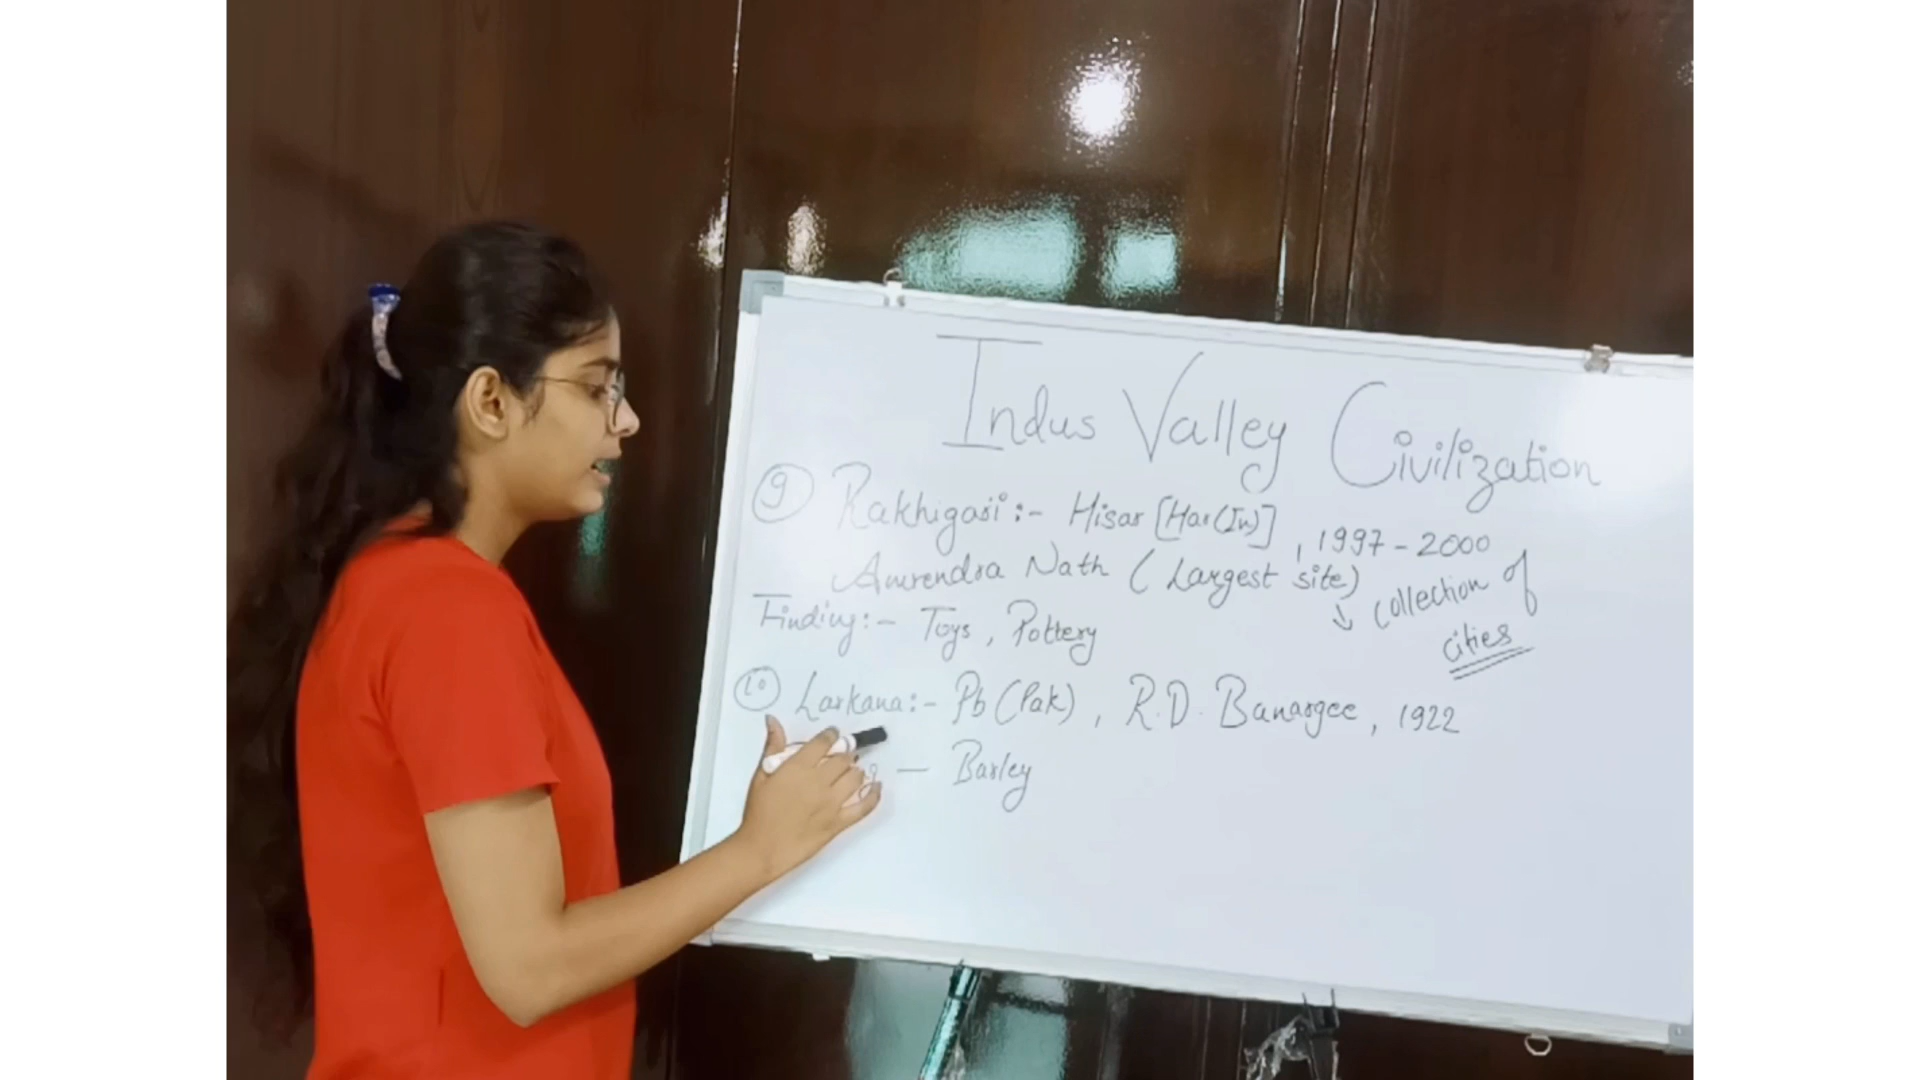 Indus Valley Civilization
9 Rakhigari :- Hisar [Har(In)] , 1997-2000
Amrendra Nath (Largest site)
↓ collection of cities
Finding :- Toys, Pottery
10 Larkana :- Pb (Pak) , R.D. Banargee , 1922
— Barley